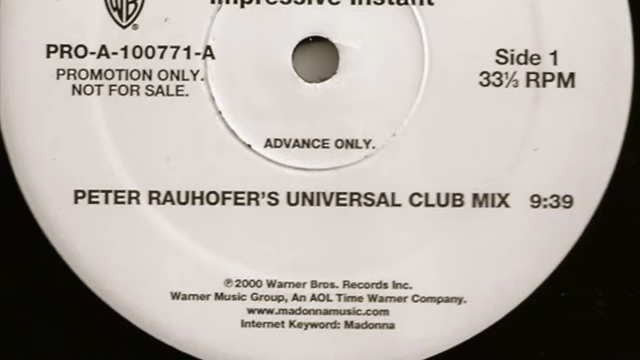 WB
Impressive Instant
PRO-A-100771-A
PROMOTION ONLY.
NOT FOR SALE.
Side 1
33⅓ RPM
ADVANCE ONLY.
PETER RAUHOFER'S UNIVERSAL CLUB MIX 9:39
℗2000 Warner Bros. Records Inc.
Warner Music Group, An AOL Time Warner Company.
www.madonnamusic.com
Internet Keyword: Madonna